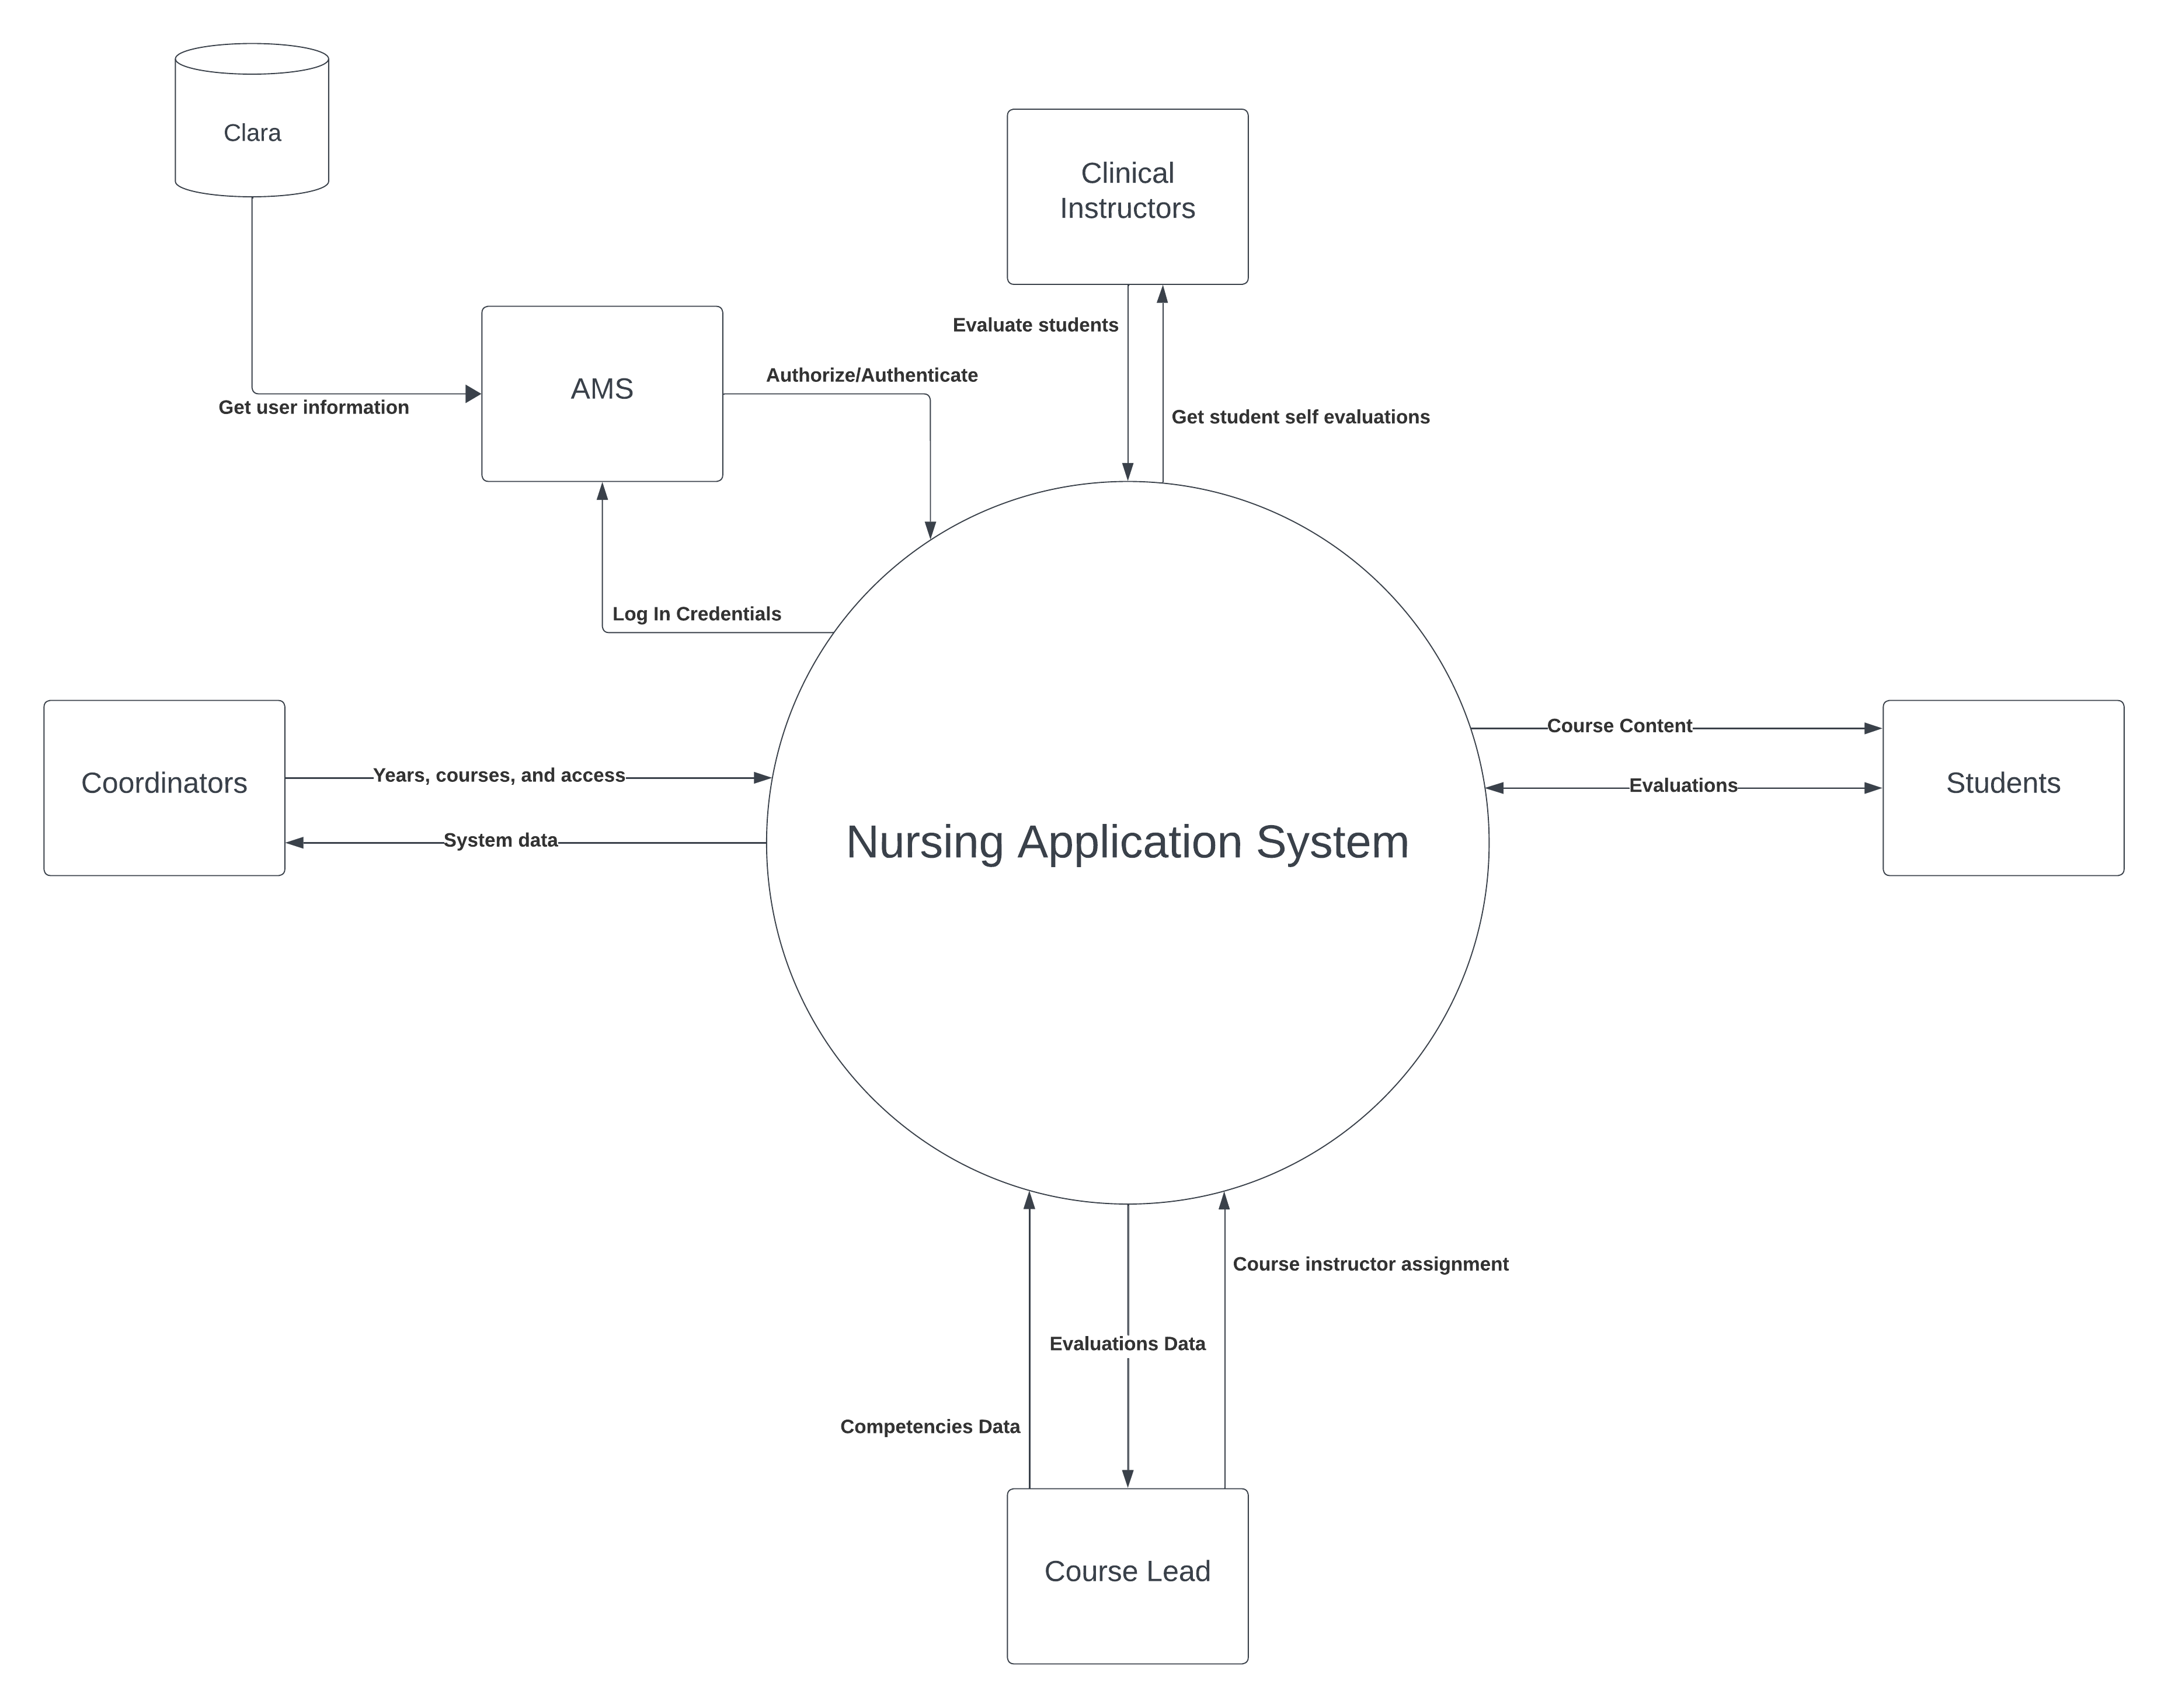 Clara
Clinical
Instructors
Evaluate students
AMS
Authorize/Authenticate
Get user information
Get student self evaluations
Log In Credentials
Course Content
Coordinators
Years, courses, and access
Evaluations
Students
System data
Nursing Application System
Course instructor assignment
Evaluations Data
Competencies Data
Course Lead